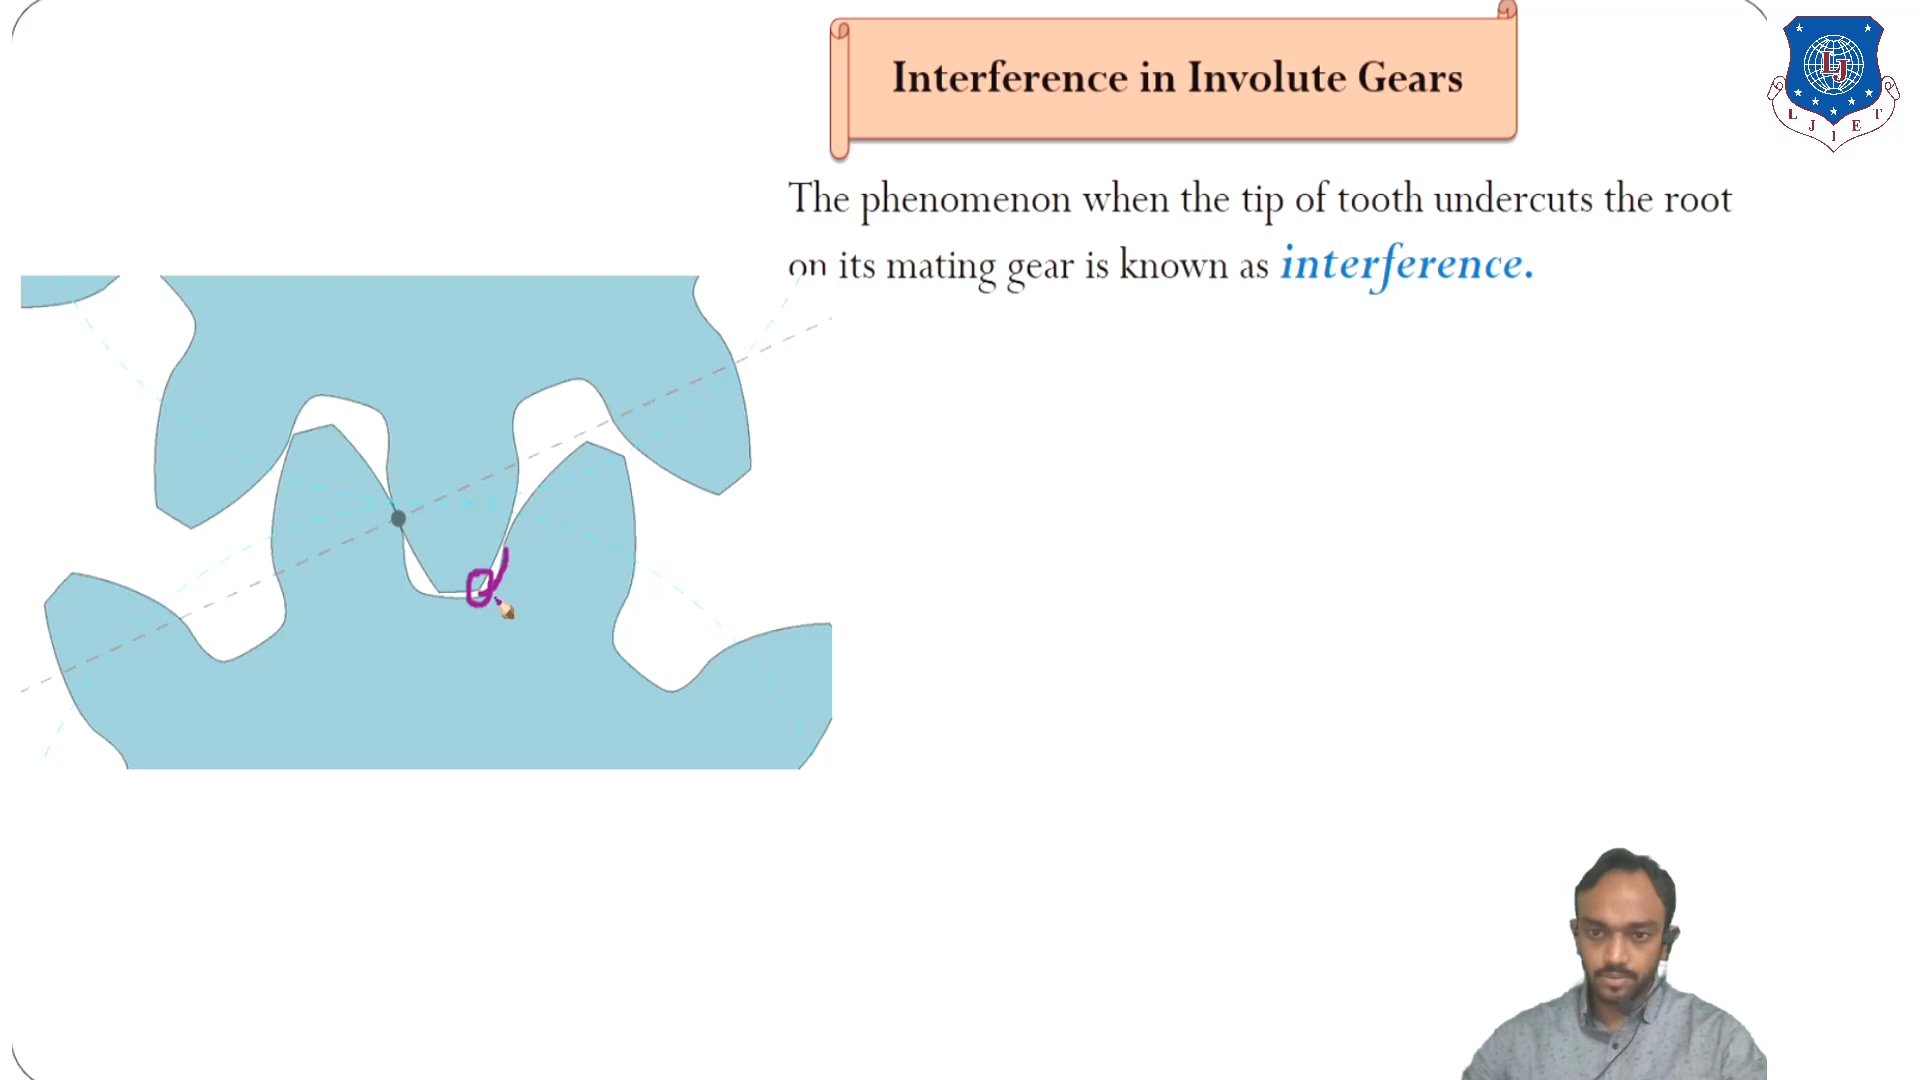 Interference in Involute Gears
The phenomenon when the tip of tooth undercuts the root
on its mating gear is known as interference.
LJ
L J I E T